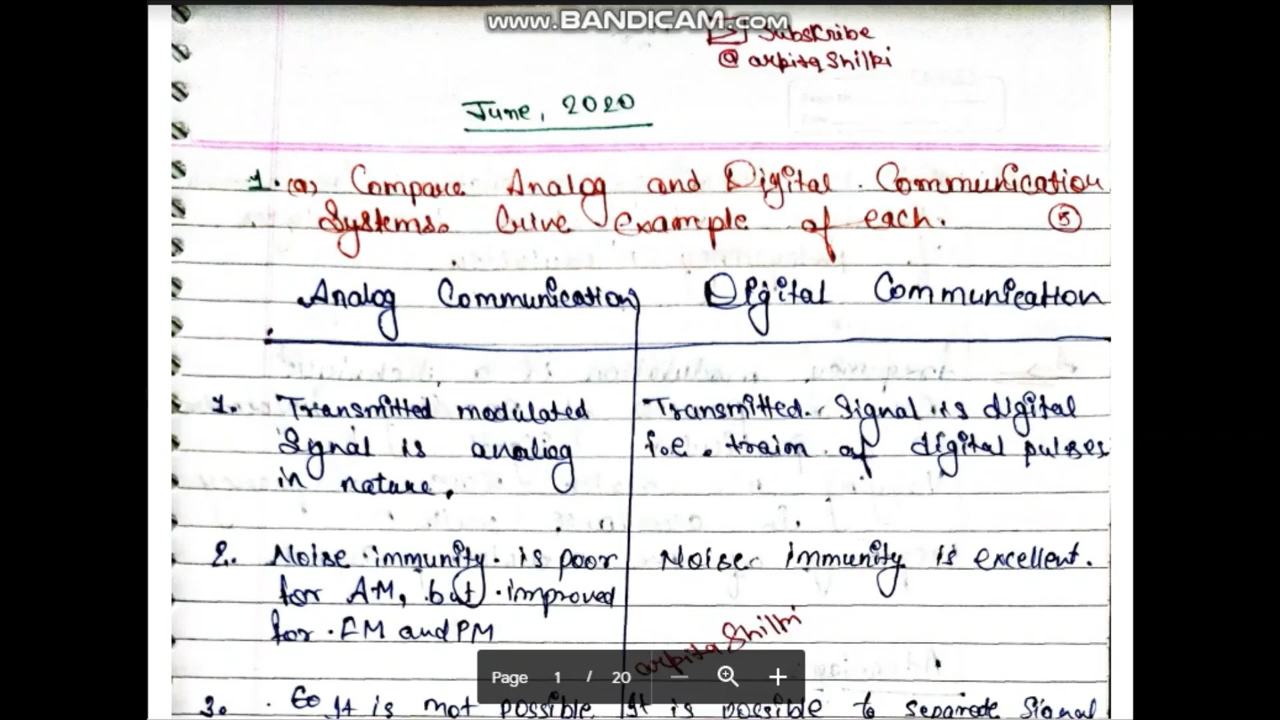 www.BANDICAM.com
Subskribe
@arpitashilki
June, 2020
1. (a) Compare Analog and Digital Communication
Systems. Give example of each. 5
Analog Communication Digital Communication
1. Transmitted modulated Transmitted Signal is digital
Signal is analog i.e. train of digital pulses
in nature.
2. Noise immunity is poor Noise immunity is excellent.
for AM, but improved
for FM and PM
arpita Shilki
Page 1 / 20
3. It is not possible It is possible to separate Signal